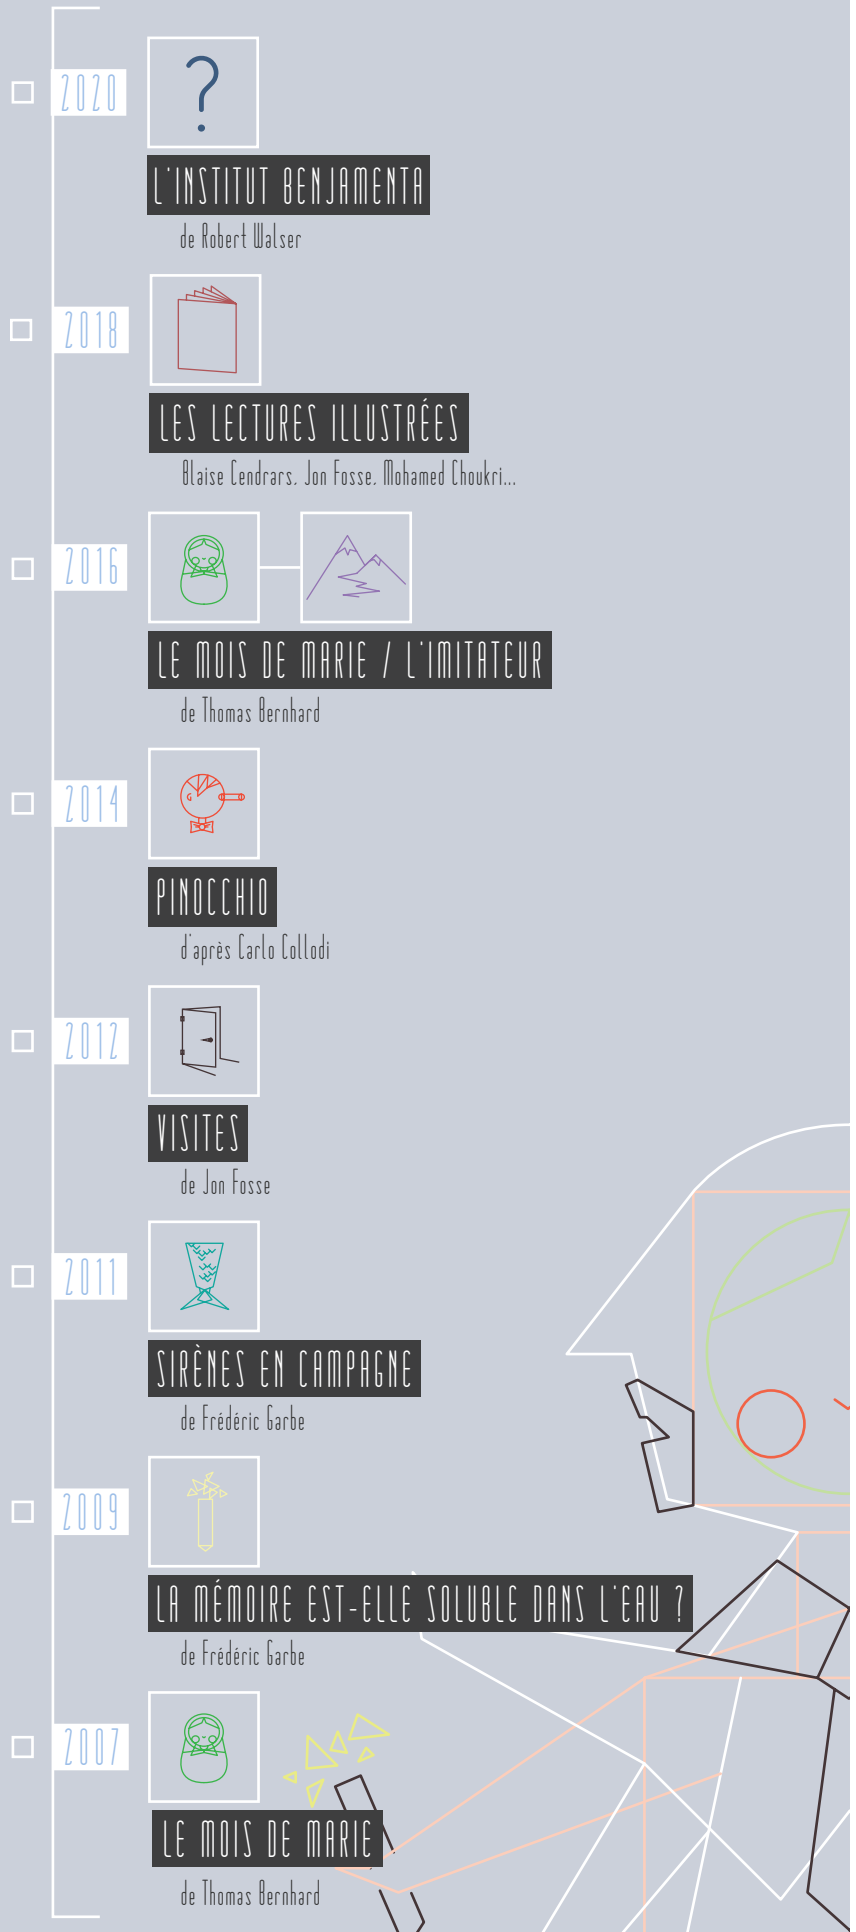 2020
L'INSTITUT BENJAMENTA
de Robert Walser
2018
LES LECTURES ILLUSTRÉES
Blaise Cendrars, Jon Fosse, Mohamed Choukri...
2016
LE MOIS DE MARIE / L'IMITATEUR
de Thomas Bernhard
2014
PINOCCHIO
d'après Carlo Collodi
2012
VISITES
de Jon Fosse
2011
SIRÈNES EN CAMPAGNE
de Frédéric Garbe
2009
LA MÉMOIRE EST-ELLE SOLUBLE DANS L'EAU ?
de Frédéric Garbe
2007
LE MOIS DE MARIE
de Thomas Bernhard